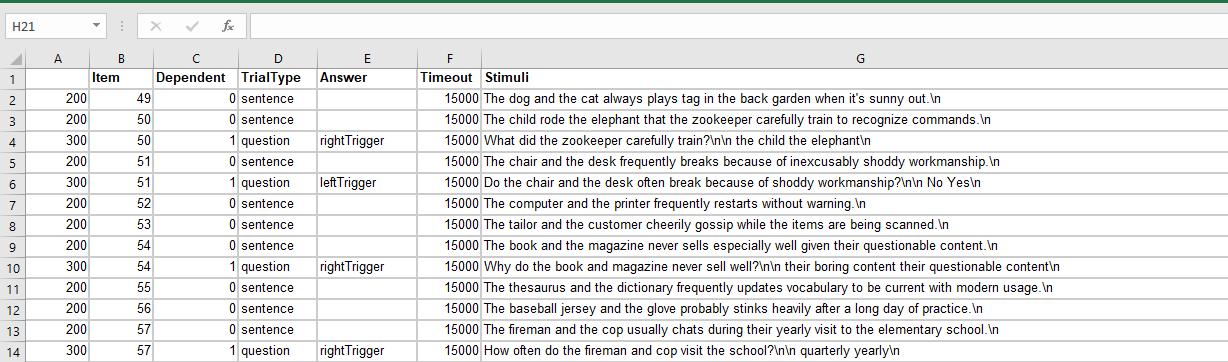 H21 fx
A B C D E F G
1 Item Dependent TrialType Answer Timeout Stimuli
2 200 49 0 sentence 15000 The dog and the cat always plays tag in the back garden when it's sunny out.\n
3 200 50 0 sentence 15000 The child rode the elephant that the zookeeper carefully train to recognize commands.\n
4 300 50 1 question rightTrigger 15000 What did the zookeeper carefully train?\n\n the child the elephant\n
5 200 51 0 sentence 15000 The chair and the desk frequently breaks because of inexcusably shoddy workmanship.\n
6 300 51 1 question leftTrigger 15000 Do the chair and the desk often break because of shoddy workmanship?\n\n No Yes\n
7 200 52 0 sentence 15000 The computer and the printer frequently restarts without warning.\n
8 200 53 0 sentence 15000 The tailor and the customer cheerily gossip while the items are being scanned.\n
9 200 54 0 sentence 15000 The book and the magazine never sells especially well given their questionable content.\n
10 300 54 1 question rightTrigger 15000 Why do the book and magazine never sell well?\n\n their boring content their questionable content\n
11 200 55 0 sentence 15000 The thesaurus and the dictionary frequently updates vocabulary to be current with modern usage.\n
12 200 56 0 sentence 15000 The baseball jersey and the glove probably stinks heavily after a long day of practice.\n
13 200 57 0 sentence 15000 The fireman and the cop usually chats during their yearly visit to the elementary school.\n
14 300 57 1 question rightTrigger 15000 How often do the fireman and cop visit the school?\n\n quarterly yearly\n